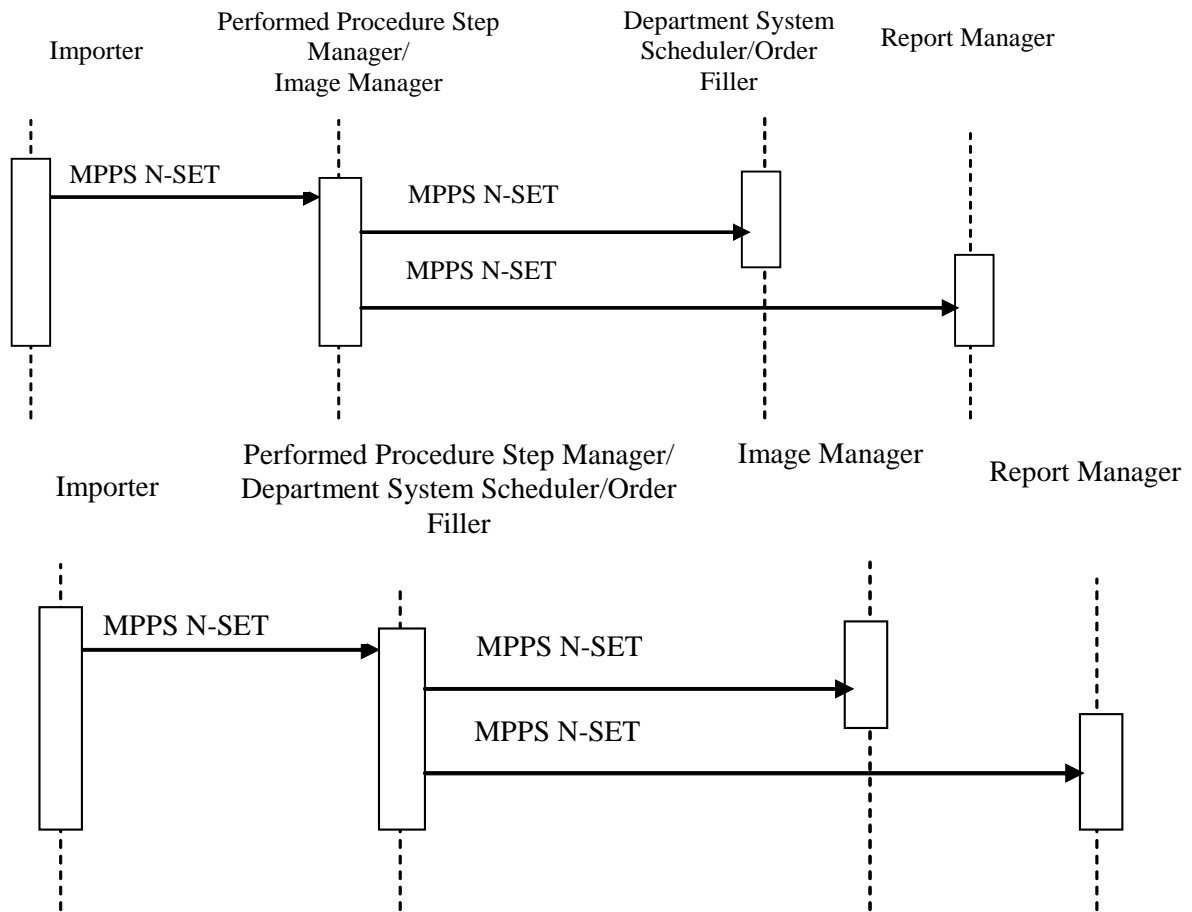 Importer
Performed Procedure Step
Manager/
Image Manager
Department System
Scheduler/Order
Filler
Report Manager
MPPS N-SET
MPPS N-SET
MPPS N-SET
Importer
Performed Procedure Step Manager/
Department System Scheduler/Order
Filler
Image Manager
Report Manager
MPPS N-SET
MPPS N-SET
MPPS N-SET